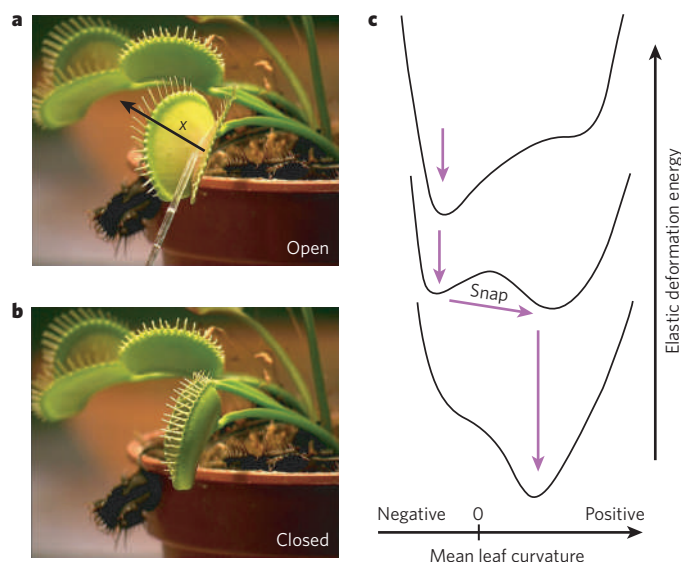 a
x
Open
b
Closed
c
Snap
Elastic deformation energy
Negative 0 Positive
Mean leaf curvature